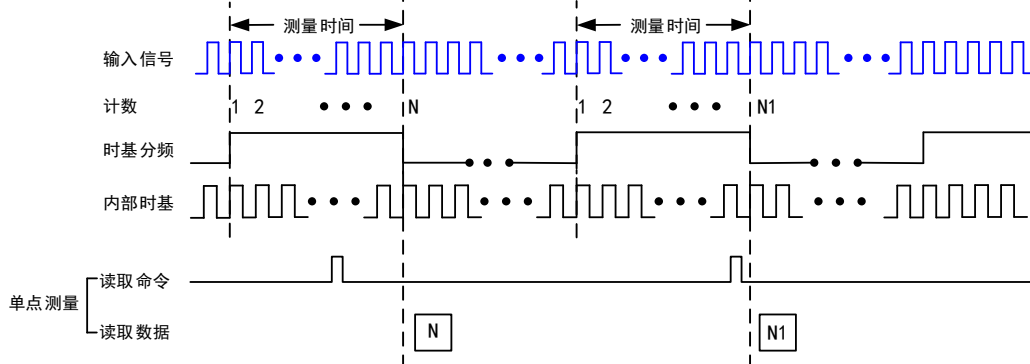 测量时间 测量时间
输入信号
计数 1 2 N 1 2 N1
时基分频
内部时基
读取命令
单点测量
读取数据 N N1